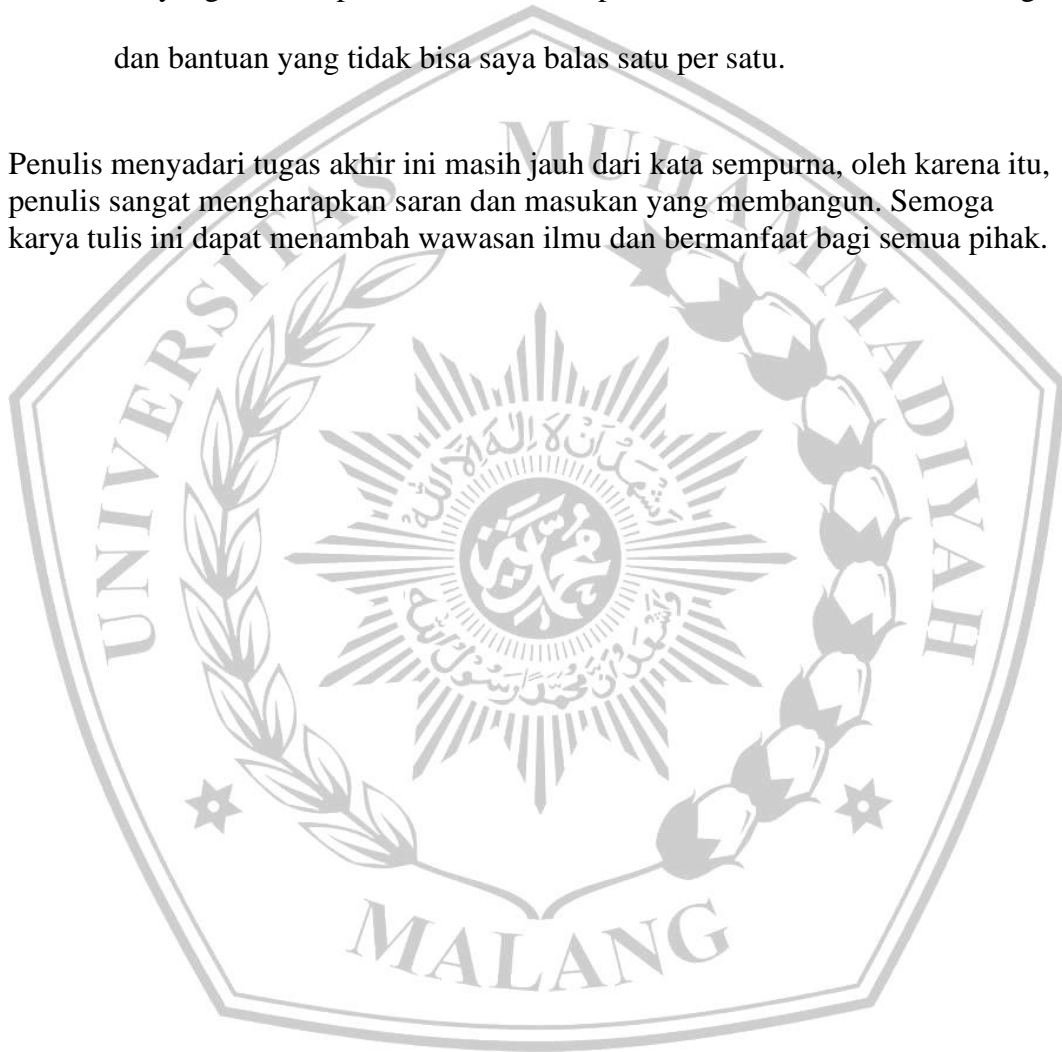 dan bantuan yang tidak bisa saya balas satu per satu.
Penulis menyadari tugas akhir ini masih jauh dari kata sempurna, oleh karena itu,
penulis sangat mengharapkan saran dan masukan yang membangun. Semoga
karya tulis ini dapat menambah wawasan ilmu dan bermanfaat bagi semua pihak.
UNIVERSITAS MUHAMMADIYAH
MALANG